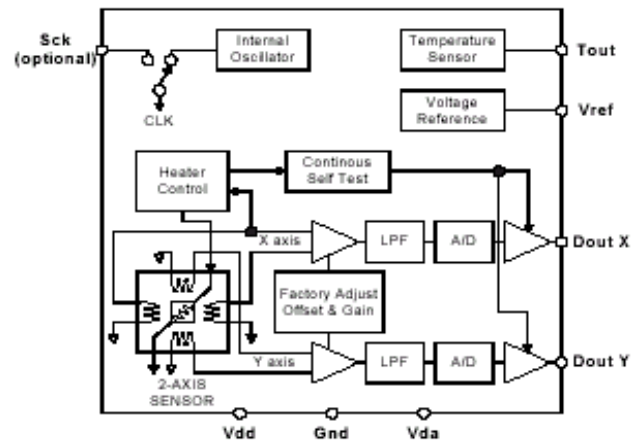 Sck
(optional)
Internal
Oscillator
Temperature
Sensor
Tout
Voltage
Reference
Vref
CLK
Heater
Control
Continous
Self Test
X axis
LPF
A/D
Dout X
Factory Adjust
Offset & Gain
Y axis
LPF
A/D
Dout Y
2-AXIS
SENSOR
Vdd
Gnd
Vda